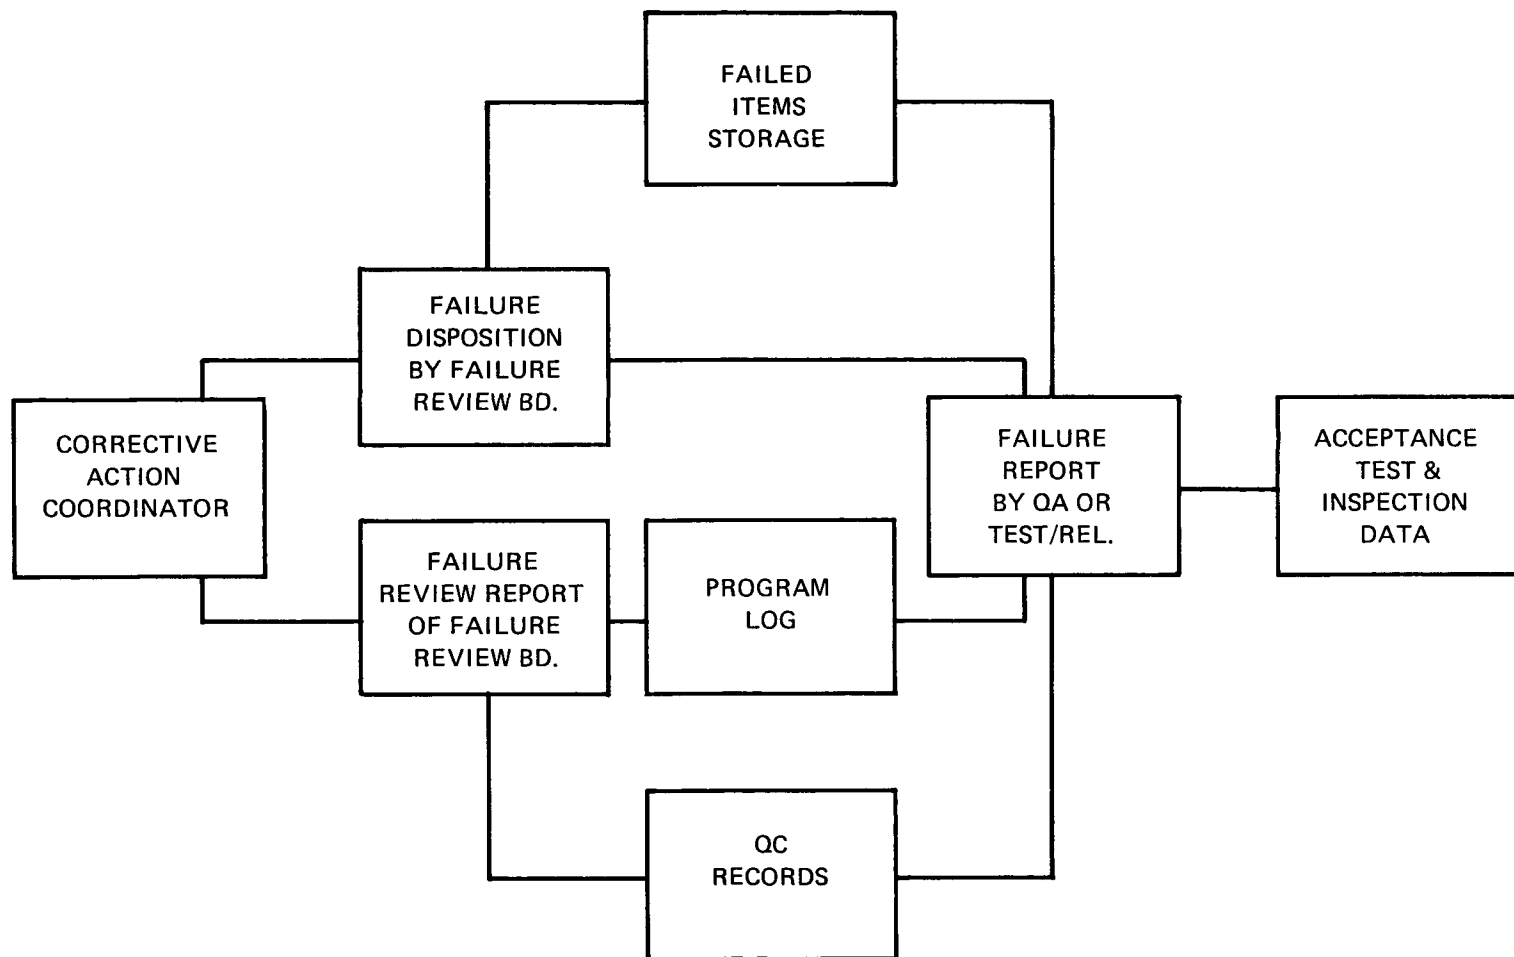 FAILED
ITEMS
STORAGE
FAILURE
DISPOSITION
BY FAILURE
REVIEW BD.
CORRECTIVE
ACTION
COORDINATOR
FAILURE
REPORT
BY QA OR
TEST/REL.
ACCEPTANCE
TEST &
INSPECTION
DATA
FAILURE
REVIEW REPORT
OF FAILURE
REVIEW BD.
PROGRAM
LOG
QC
RECORDS